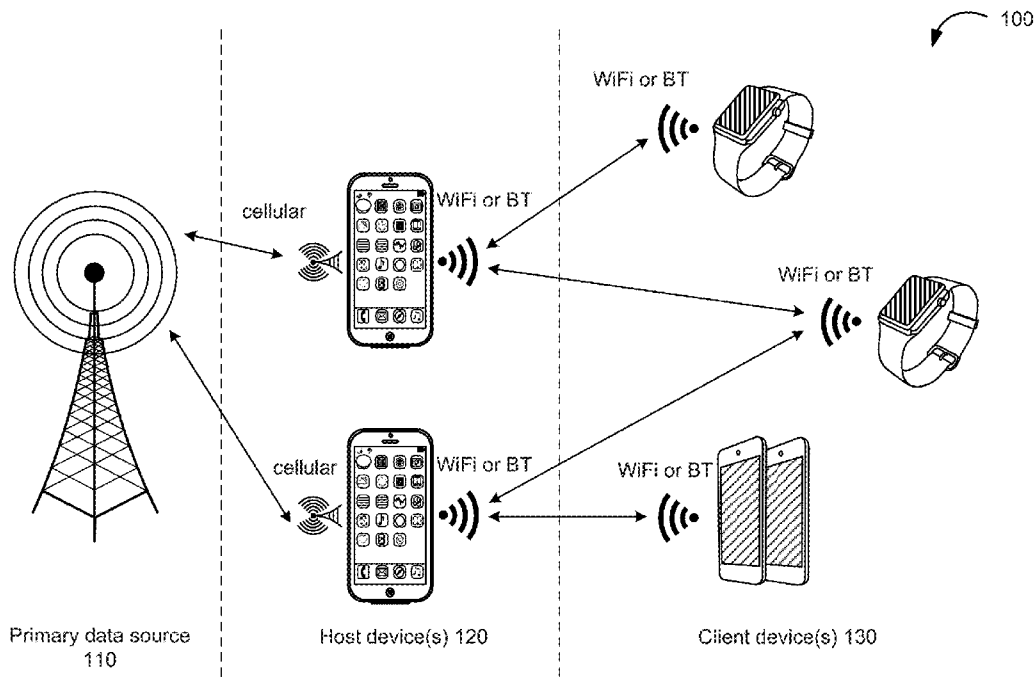 100
WiFi or BT
cellular
WiFi or BT
WiFi or BT
cellular
WiFi or BT
WiFi or BT
Primary data source
110
Host device(s) 120
Client device(s) 130